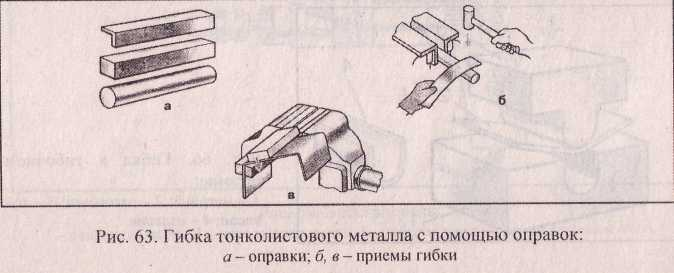 а
б
в
Рис. 63. Гибка тонколистового металла с помощью оправок:
а – оправки; б, в – приемы гибки